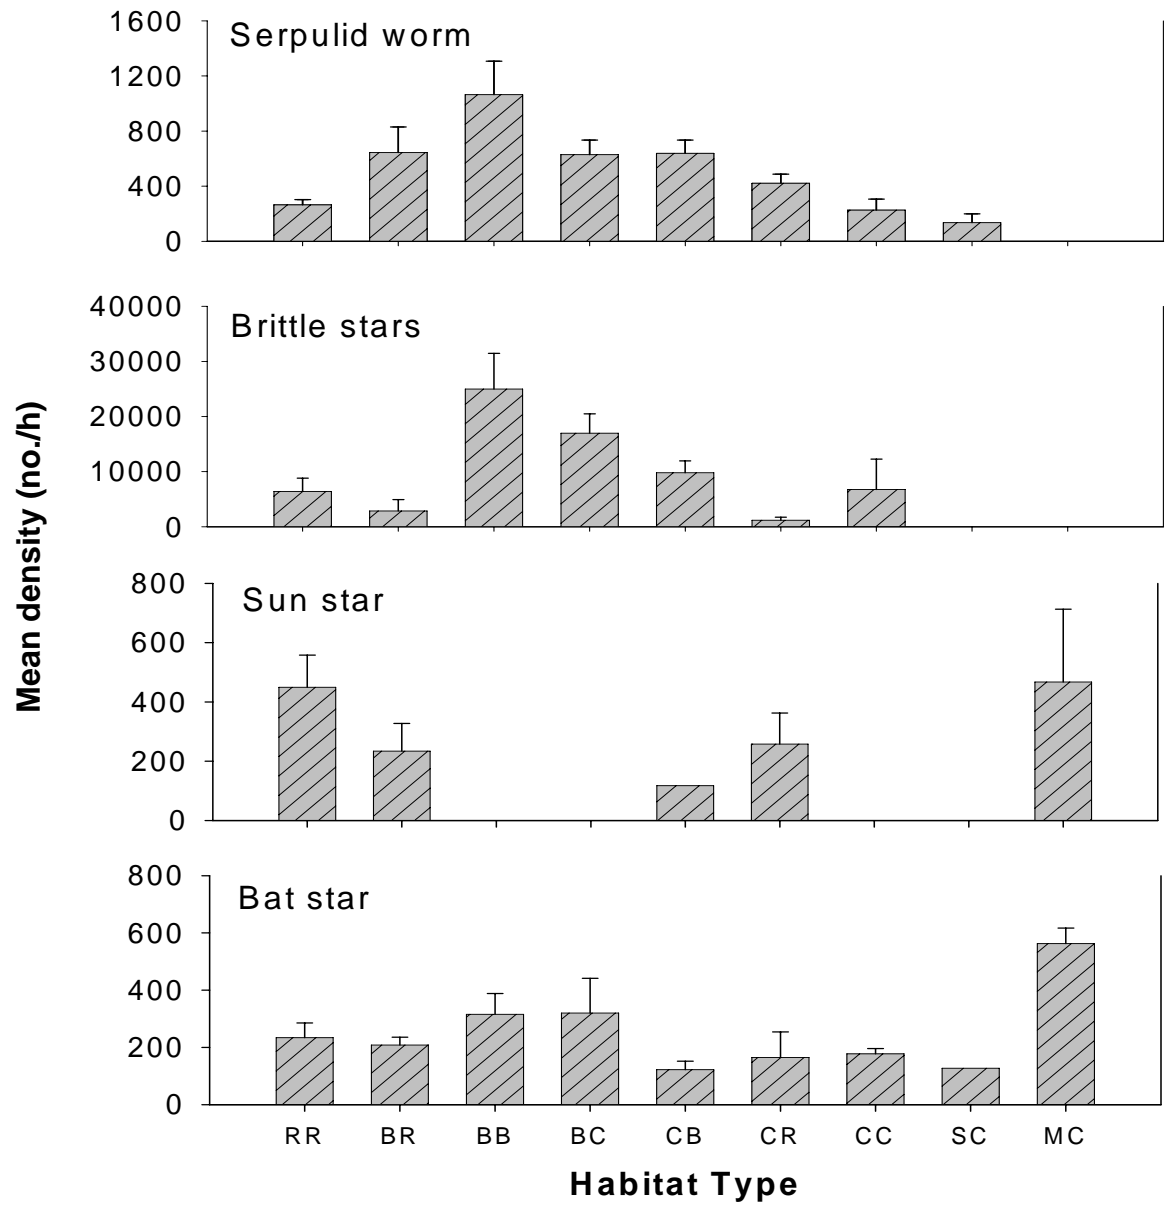 Mean density (no./h)
1600
Serpulid worm
1200
800
400
0
40000
Brittle stars
30000
20000
10000
0
800
Sun star
600
400
200
0
800
Bat star
600
400
200
0
RR BR BB BC CB CR CC SC MC
Habitat Type